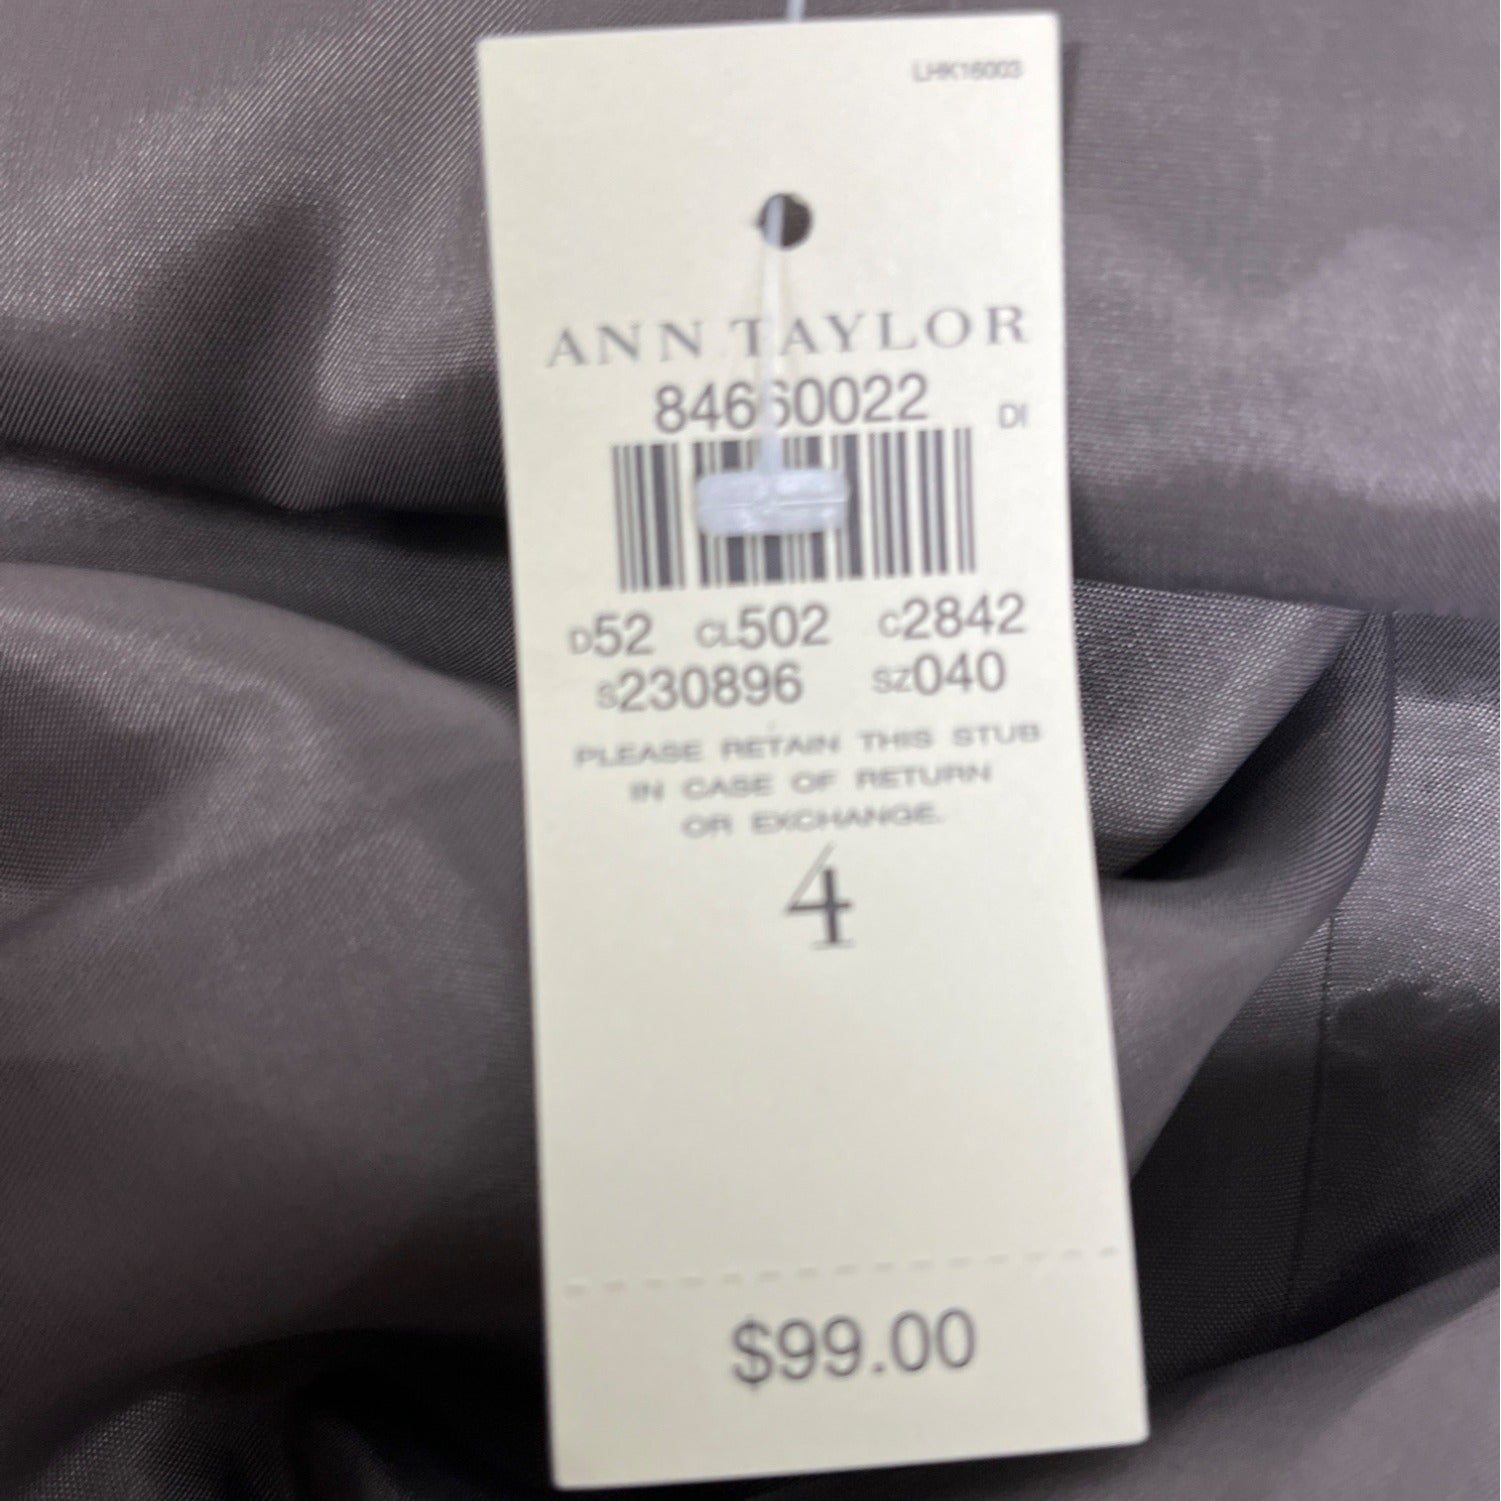 LHK16003
ANN TAYLOR
84660022 DI
D52 CL502 C2842
S230896 SZ040
PLEASE RETAIN THIS STUB
IN CASE OF RETURN
OR EXCHANGE.
4
$99.00